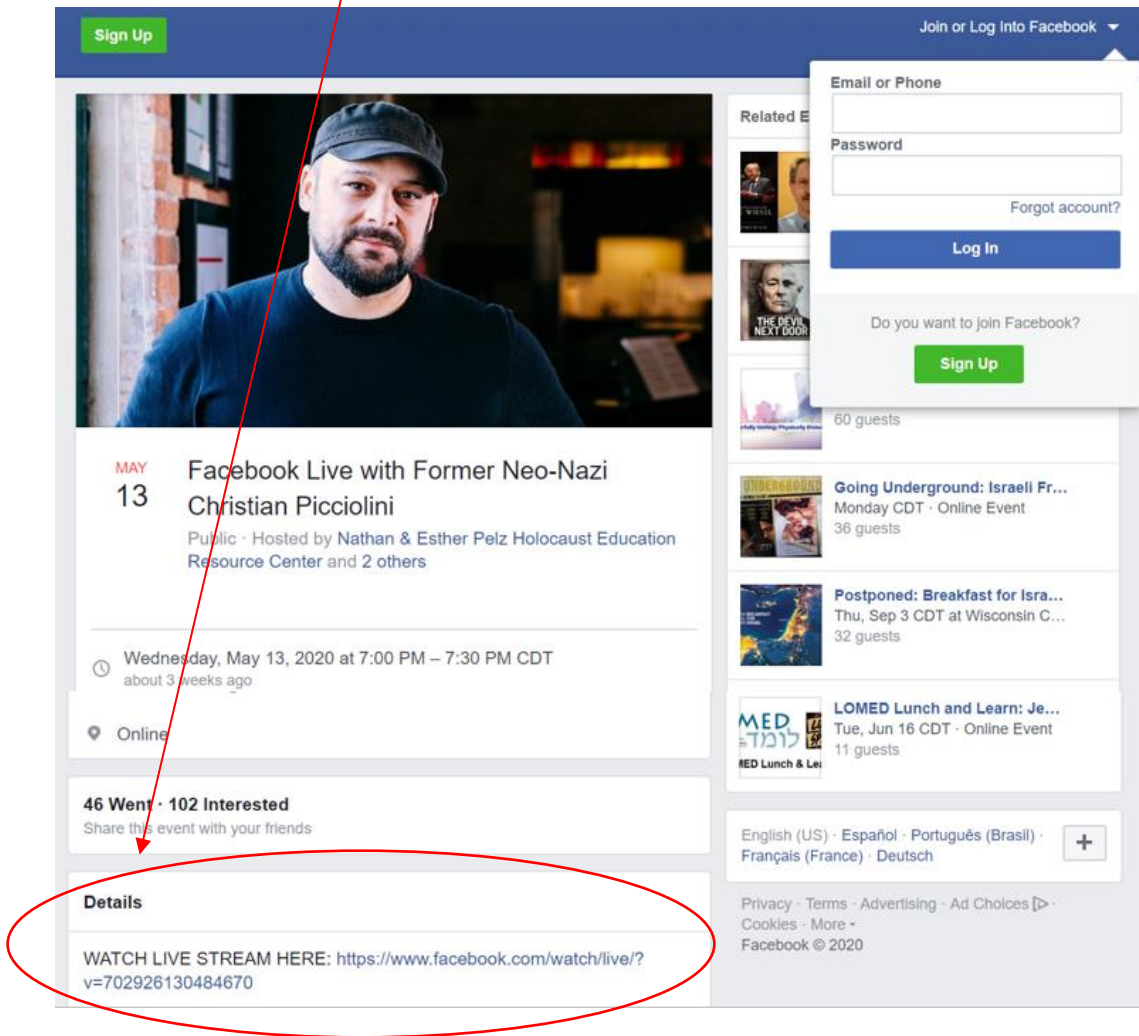 Sign Up
Join or Log Into Facebook
Email or Phone
Password
Forgot account?
Log In
Do you want to join Facebook?
Sign Up
Related E
WIESEL
THE DEVIL
NEXT DOOR
60 guests
UNDERGROUND
Going Underground: Israeli Fr...
Monday CDT · Online Event
36 guests
Postponed: Breakfast for Isra...
Thu, Sep 3 CDT at Wisconsin C...
32 guests
MED
לומד
MED Lunch & Lea
LOMED Lunch and Learn: Je...
Tue, Jun 16 CDT · Online Event
11 guests
MAY
13
Facebook Live with Former Neo-Nazi
Christian Picciolini
Public · Hosted by Nathan & Esther Pelz Holocaust Education
Resource Center and 2 others
Wednesday, May 13, 2020 at 7:00 PM – 7:30 PM CDT
about 3 weeks ago
Online
46 Went · 102 Interested
Share this event with your friends
Details
WATCH LIVE STREAM HERE: https://www.facebook.com/watch/live/?
v=702926130484670
English (US) · Español · Português (Brasil) ·
Français (France) · Deutsch
Privacy · Terms · Advertising · Ad Choices ·
Cookies · More
Facebook © 2020